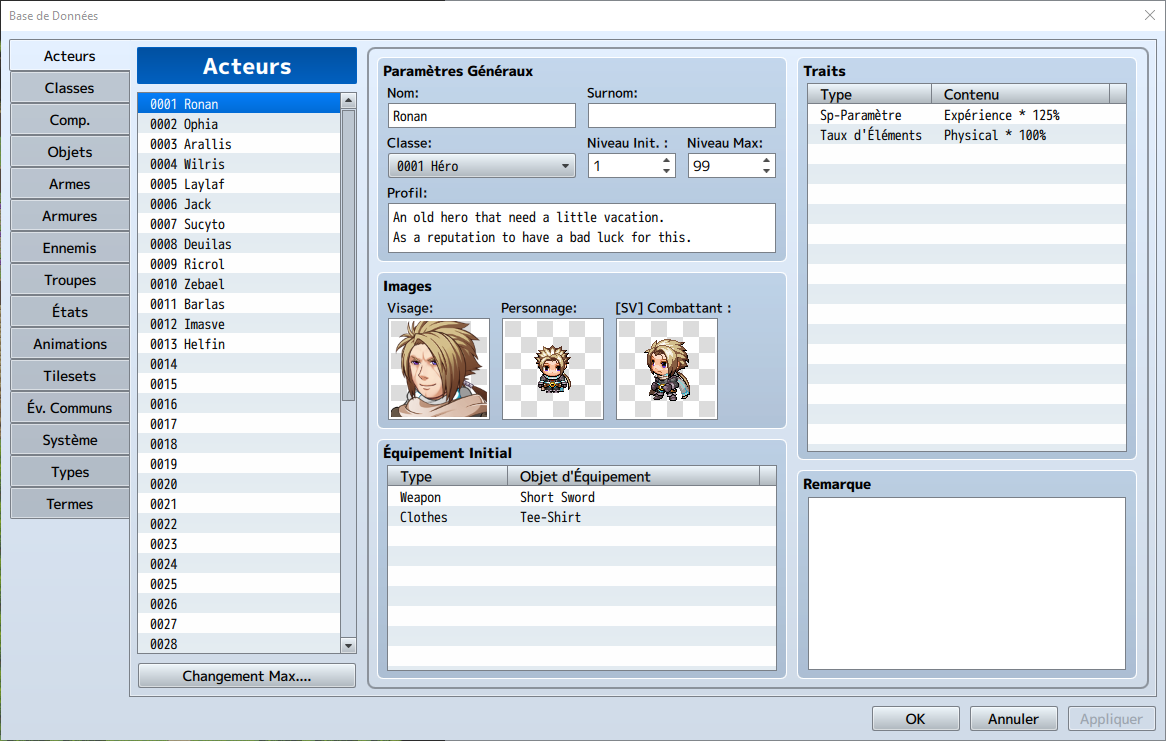 Base de Données
Acteurs
Classes
Comp.
Objets
Armes
Armures
Ennemis
Troupes
États
Animations
Tilesets
Év. Communs
Système
Types
Termes
Acteurs
0001 Ronan
0002 Ophia
0003 Arallis
0004 Wilris
0005 Laylaf
0006 Jack
0007 Sucyto
0008 Deuilas
0009 Ricrol
0010 Zebael
0011 Barlas
0012 Imasve
0013 Helfin
0014
0015
0016
0017
0018
0019
0020
0021
0022
0023
0024
0025
0026
0027
0028
Changement Max....
Paramètres Généraux
Nom: Surnom:
Ronan
Classe: Niveau Init. : Niveau Max:
0001 Héro 1 99
Profil:
An old hero that need a little vacation.
As a reputation to have a bad luck for this.
Images
Visage: Personnage: [SV] Combattant :
Équipement Initial
Type Objet d'Équipement
Weapon Short Sword
Clothes Tee-Shirt
Traits
Type Contenu
Sp-Paramètre Expérience * 125%
Taux d'Éléments Physical * 100%
Remarque
OK Annuler Appliquer